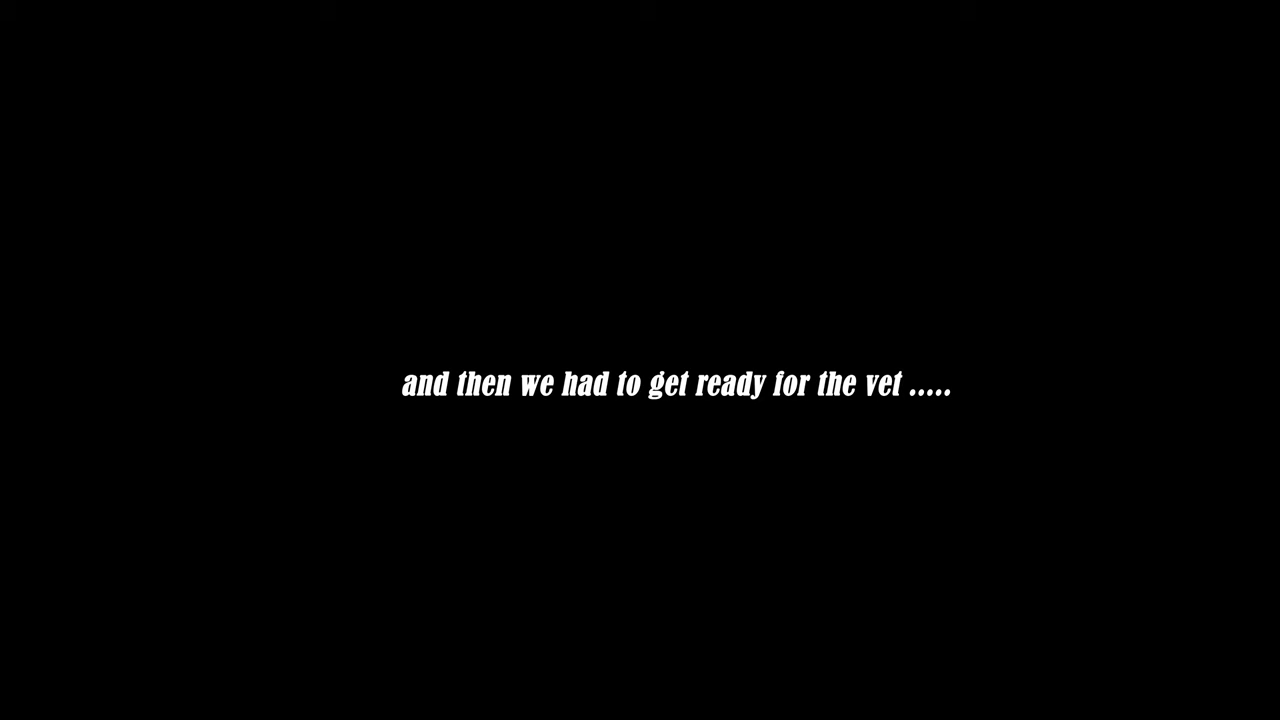 and then we had to get ready for the vet .....